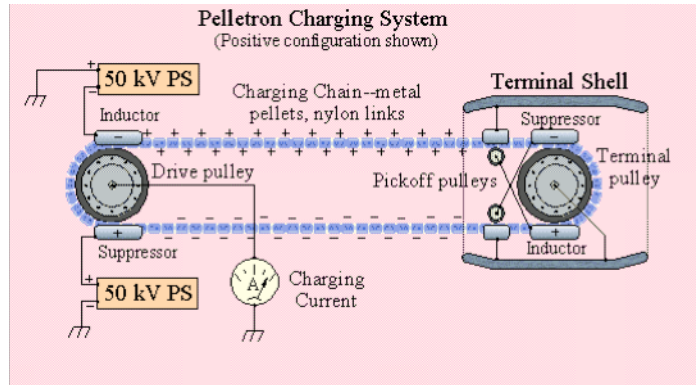 Pelletron Charging System
(Positive configuration shown)
+
50 kV PS
−
Inductor
Charging Chain--metal
pellets, nylon links
Terminal Shell
Suppressor
−
+ + + + + + + + + +
−
Drive pulley
Pickoff pulleys
Terminal
pulley
+
− − − − − − − − − −
+
Suppressor
Inductor
+
50 kV PS
−
A
Charging
Current